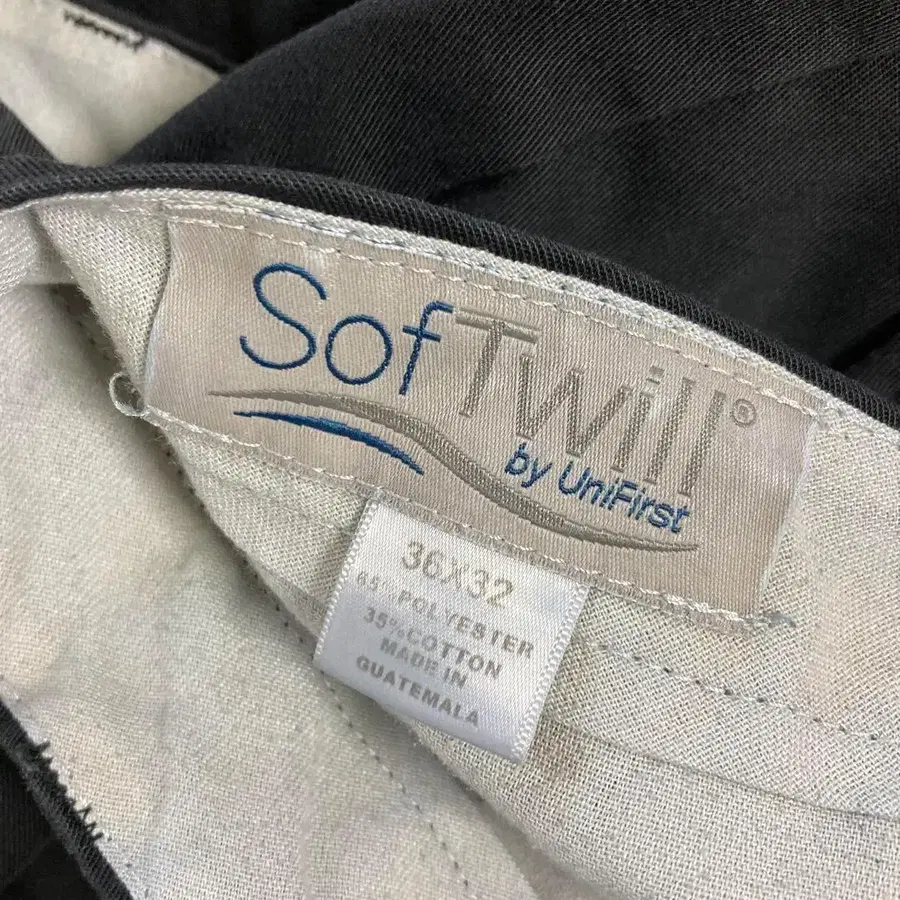 SofTwill®
by UniFirst
36X32
65% POLYESTER
35% COTTON
MADE IN
GUATEMALA